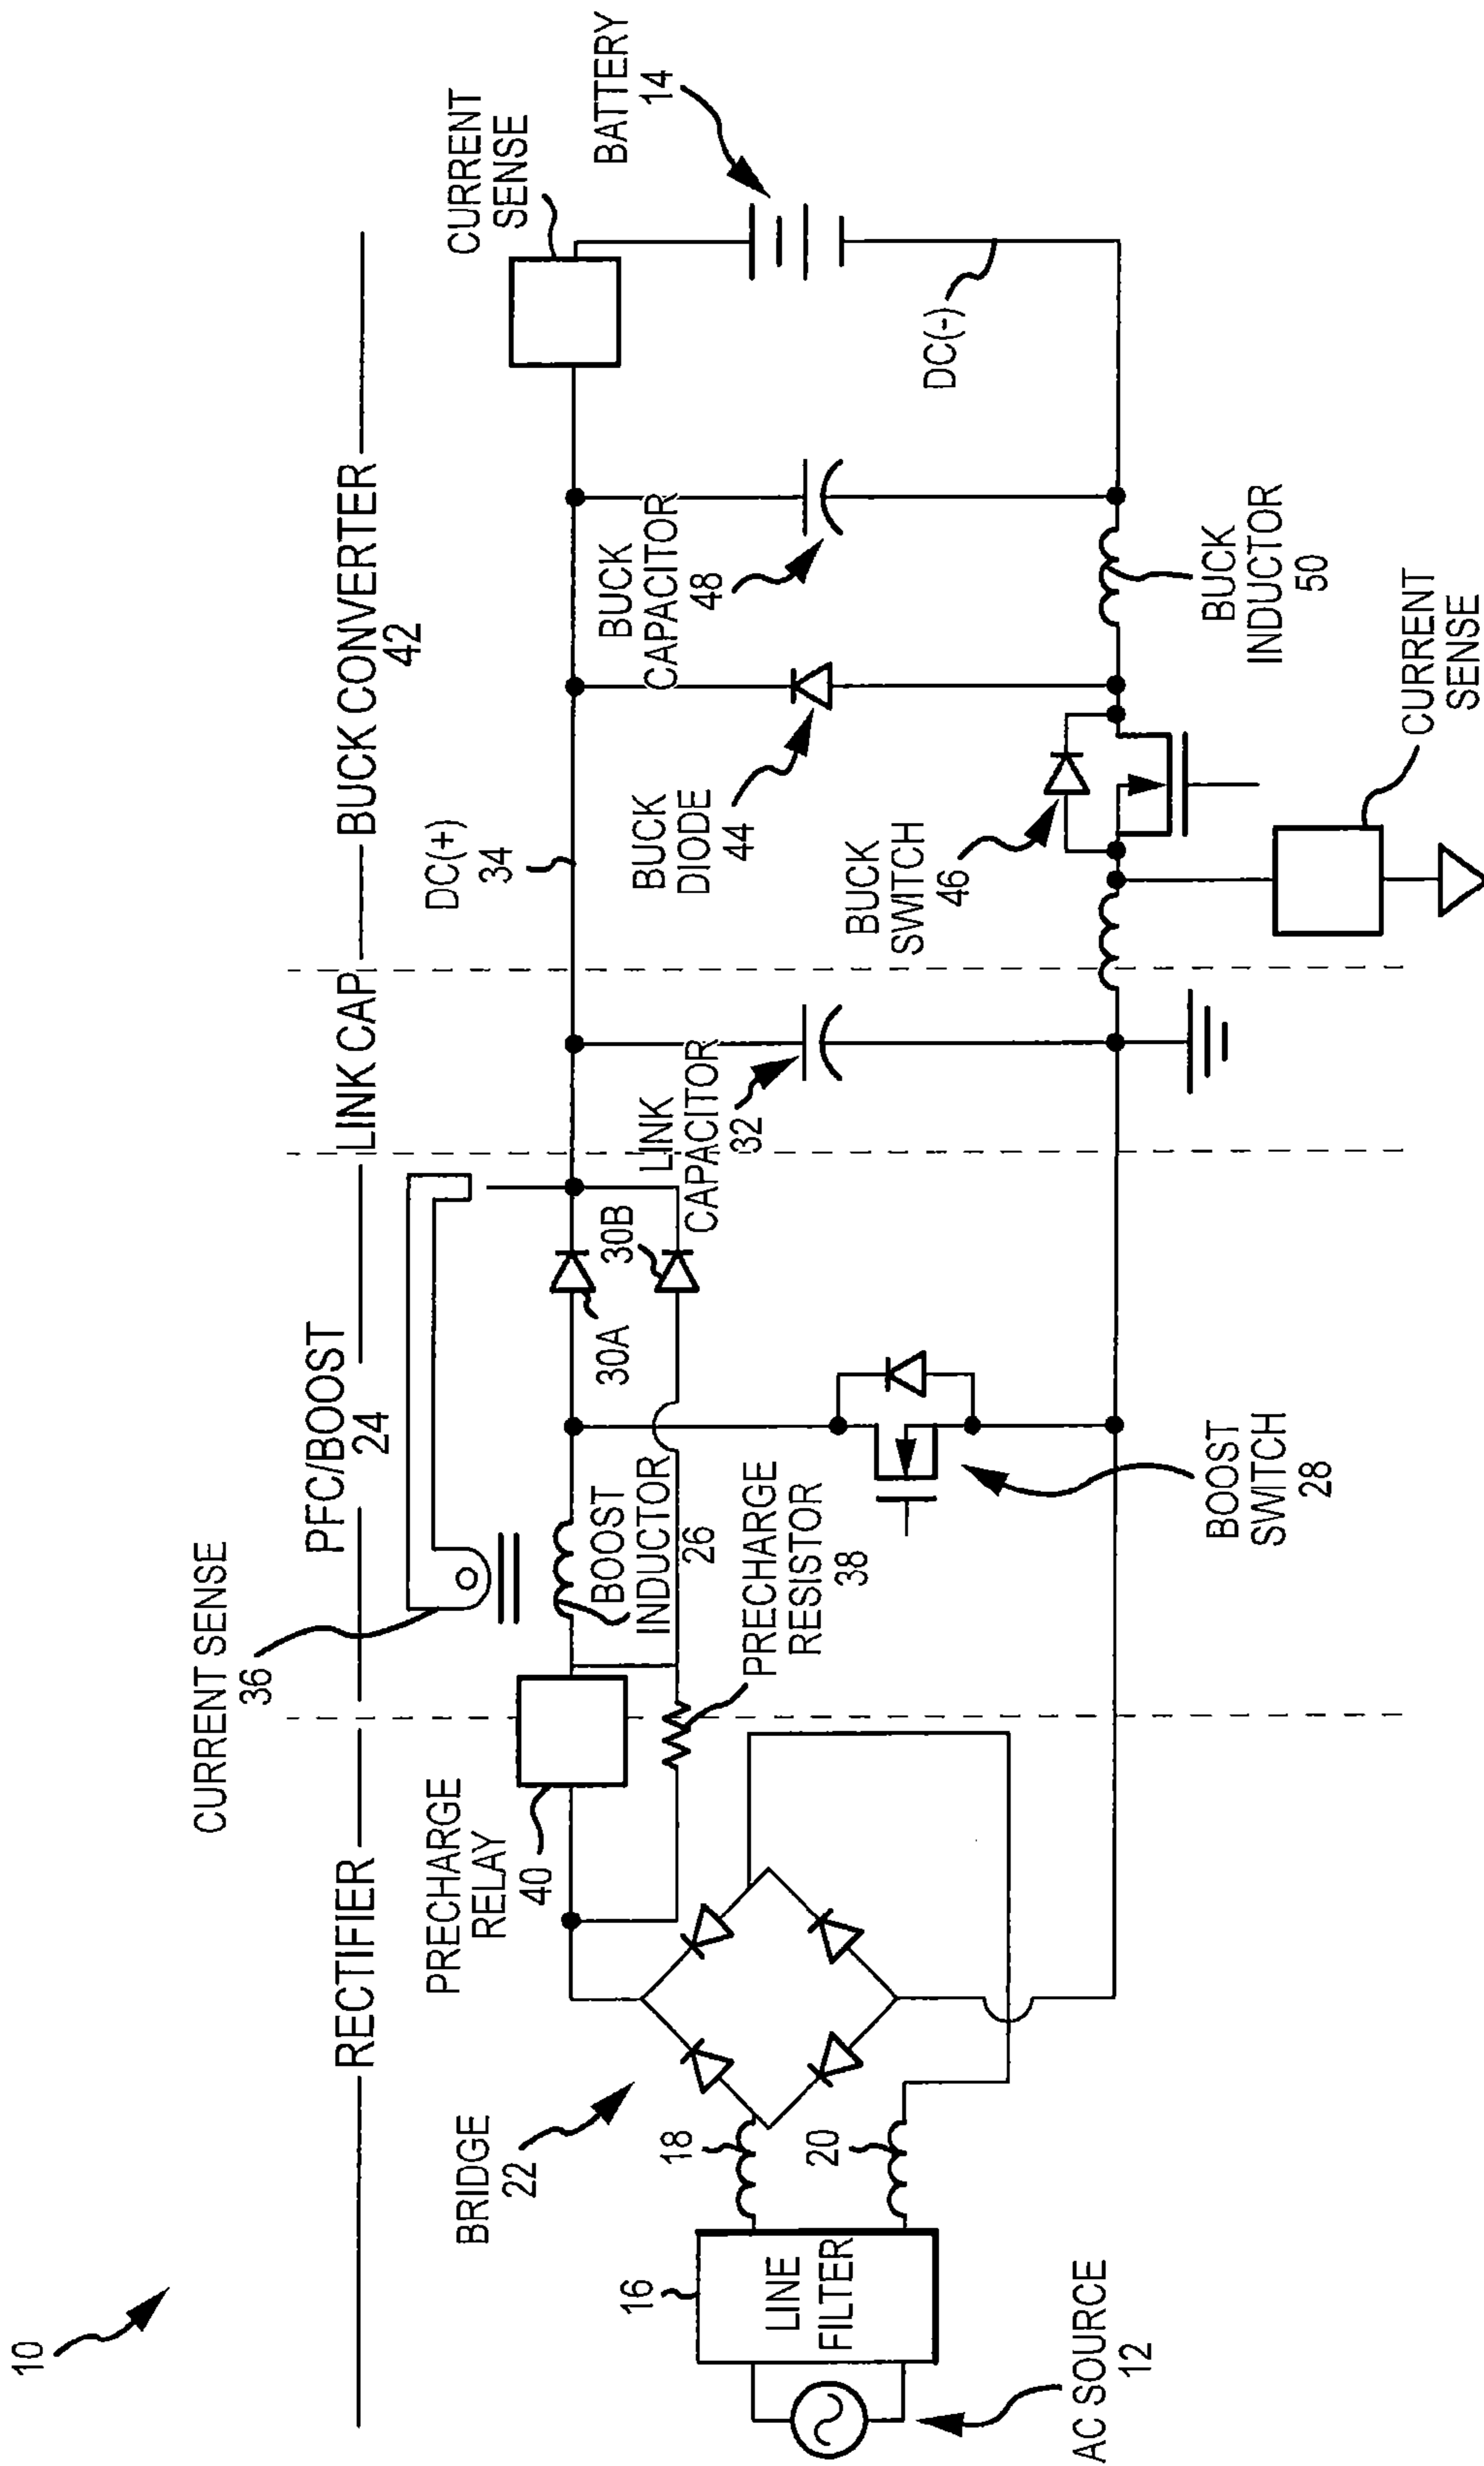 10
RECTIFIER
PFC/BOOST
24
LINK CAP
BUCK CONVERTER
42
CURRENT SENSE
36
PRECHARGE
RELAY
40
BRIDGE
22
16
LINE
FILTER
18
20
AC SOURCE
12
BOOST
INDUCTOR
26
PRECHARGE
RESISTOR
38
30A
30B
BOOST
SWITCH
28
LINK
CAPACITOR
32
DC(+)
34
BUCK
DIODE
44
BUCK
SWITCH
46
BUCK
CAPACITOR
48
BUCK
INDUCTOR
50
CURRENT
SENSE
CURRENT
SENSE
BATTERY
14
DC(-)